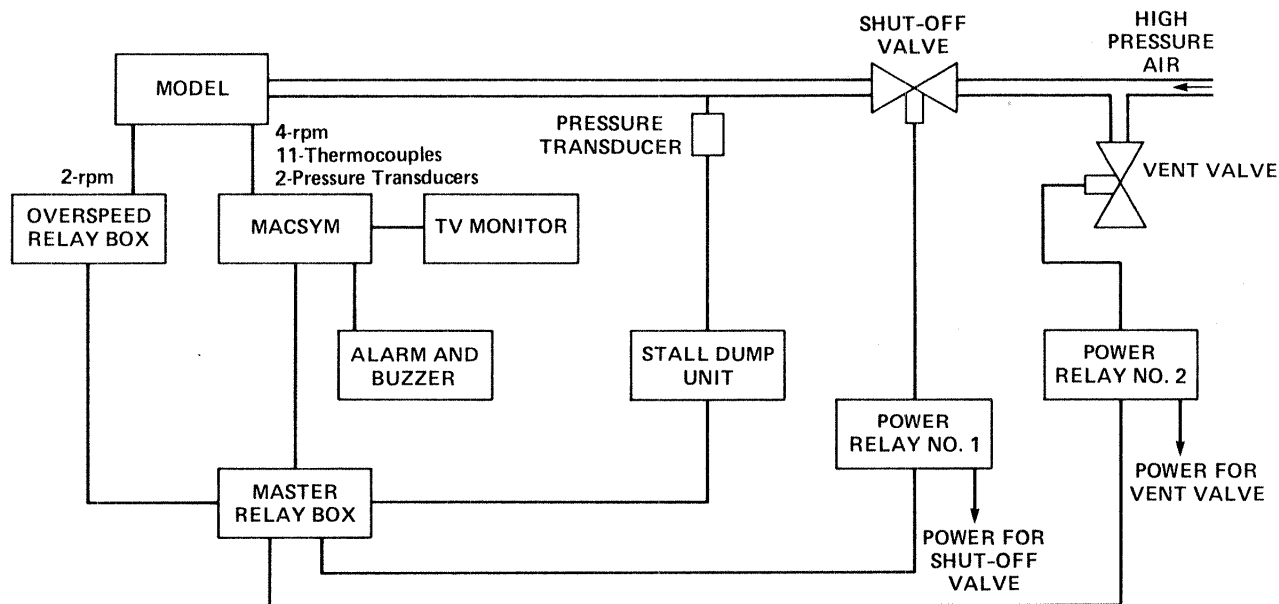 SHUT-OFF
VALVE
HIGH
PRESSURE
AIR
MODEL
PRESSURE
TRANSDUCER
4-rpm
11-Thermocouples
2-Pressure Transducers
2-rpm
VENT VALVE
OVERSPEED
RELAY BOX
MACSYM
TV MONITOR
ALARM AND
BUZZER
STALL DUMP
UNIT
POWER
RELAY NO. 2
POWER
RELAY NO. 1
POWER FOR
VENT VALVE
MASTER
RELAY BOX
POWER FOR
SHUT-OFF
VALVE